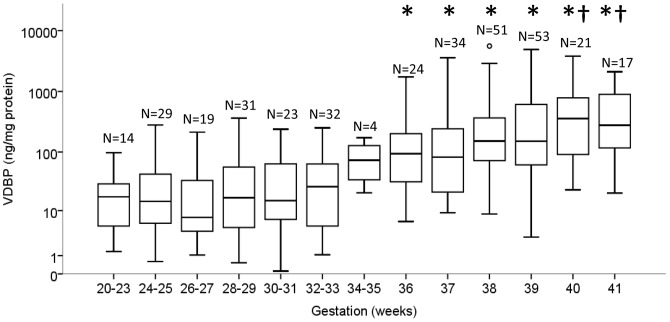 * * * * *† *†
10000
1000
100
10
1
0
VDBP (ng/mg protein)
N=14 N=29 N=19 N=31 N=23 N=32 N=4 N=24 N=34 N=51 N=53 N=21 N=17
20-23 24-25 26-27 28-29 30-31 32-33 34-35 36 37 38 39 40 41
Gestation (weeks)